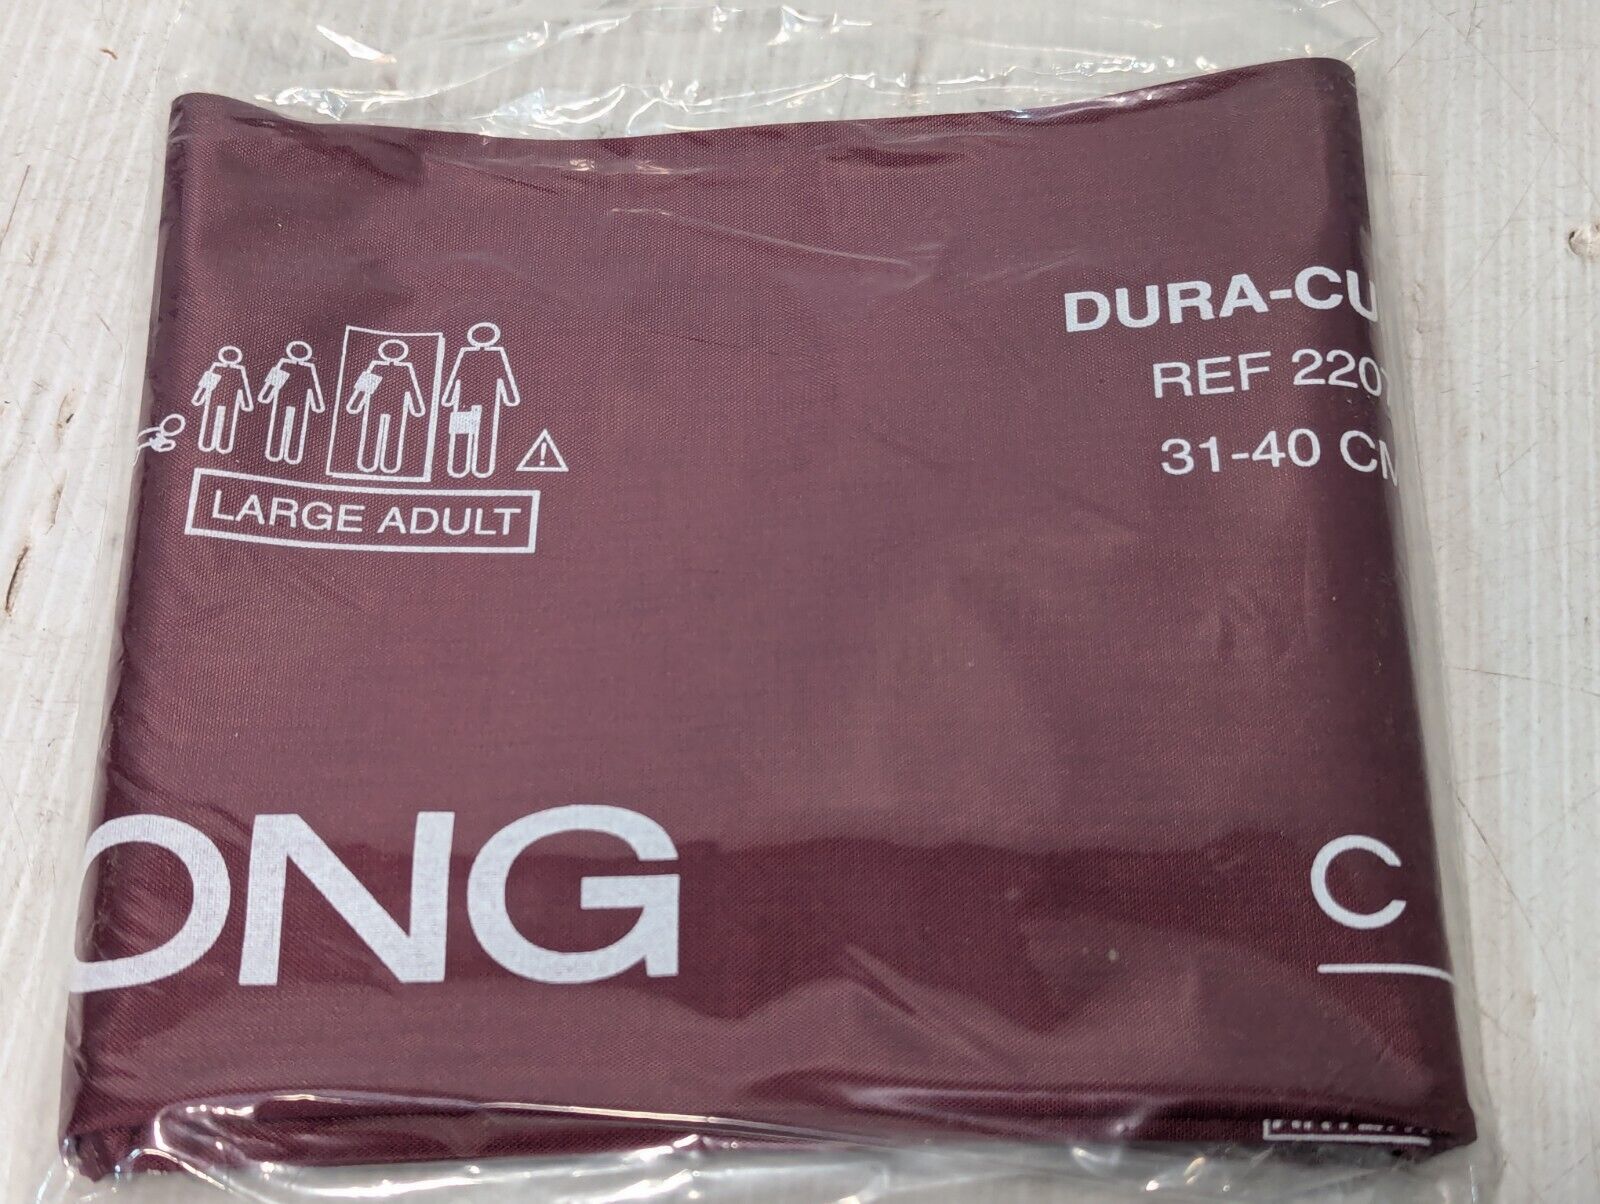 DURA-CU
REF 220
31-40 CM
LARGE ADULT
ONG
C